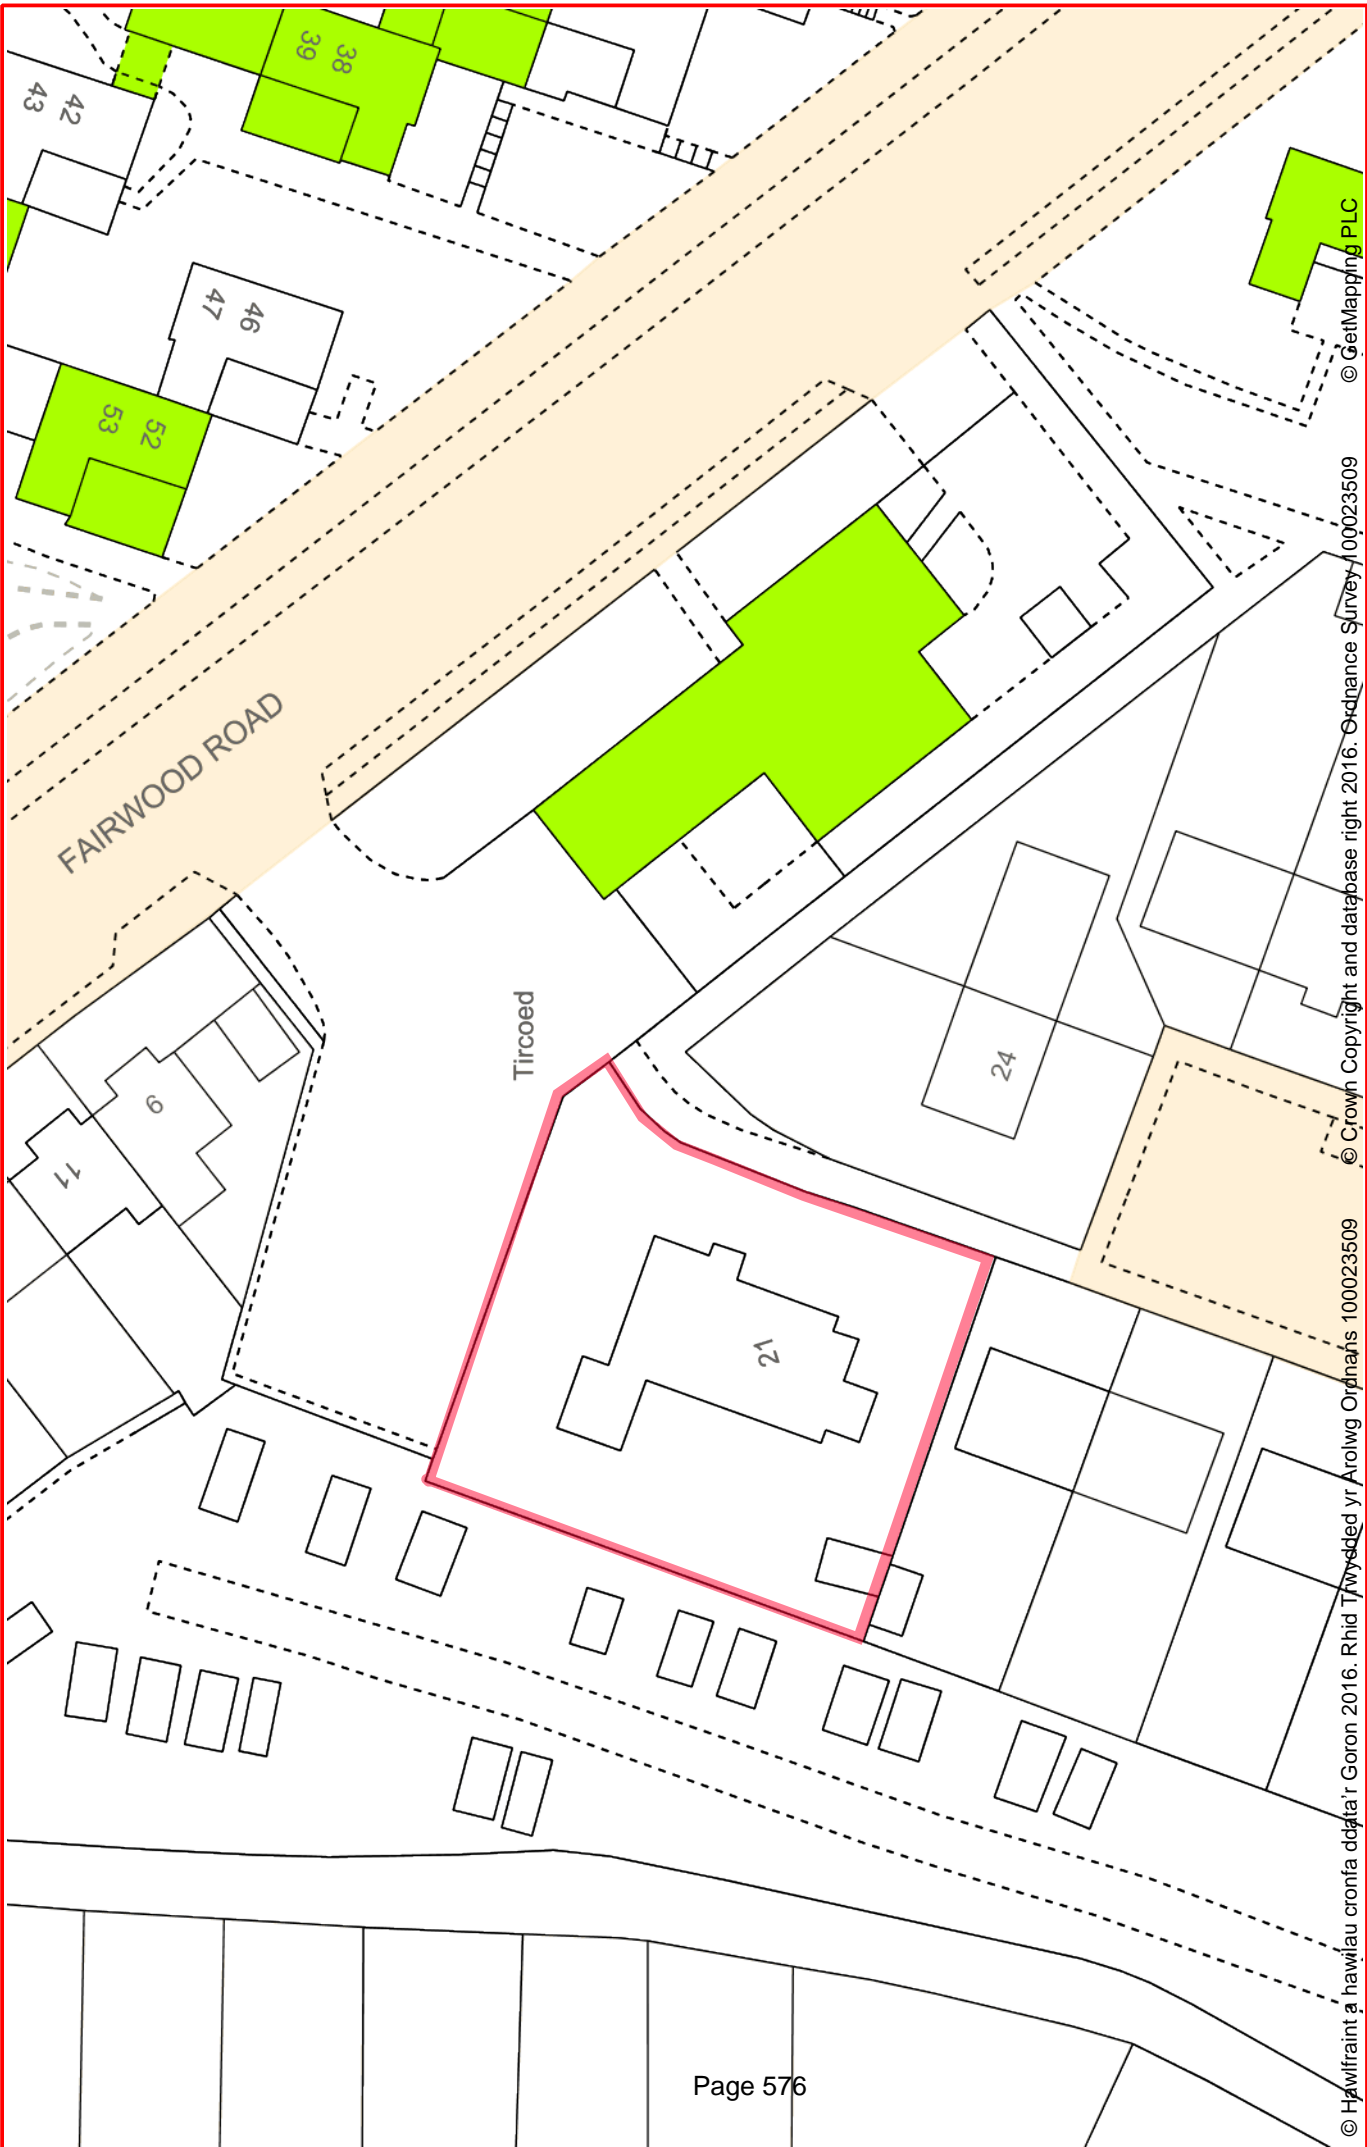 39
38
43
42
47
46
53
52
FAIRWOOD ROAD
Tircoed
9
11
24
21
Page 576
© Hawlfraint a hawliau cronfa ddata'r Goron 2016. Rhif Trwydded yr Arolwg Ordnans 100023509
© Crown Copyright and database right 2016. Ordnance Survey 100023509
© GetMapping PLC